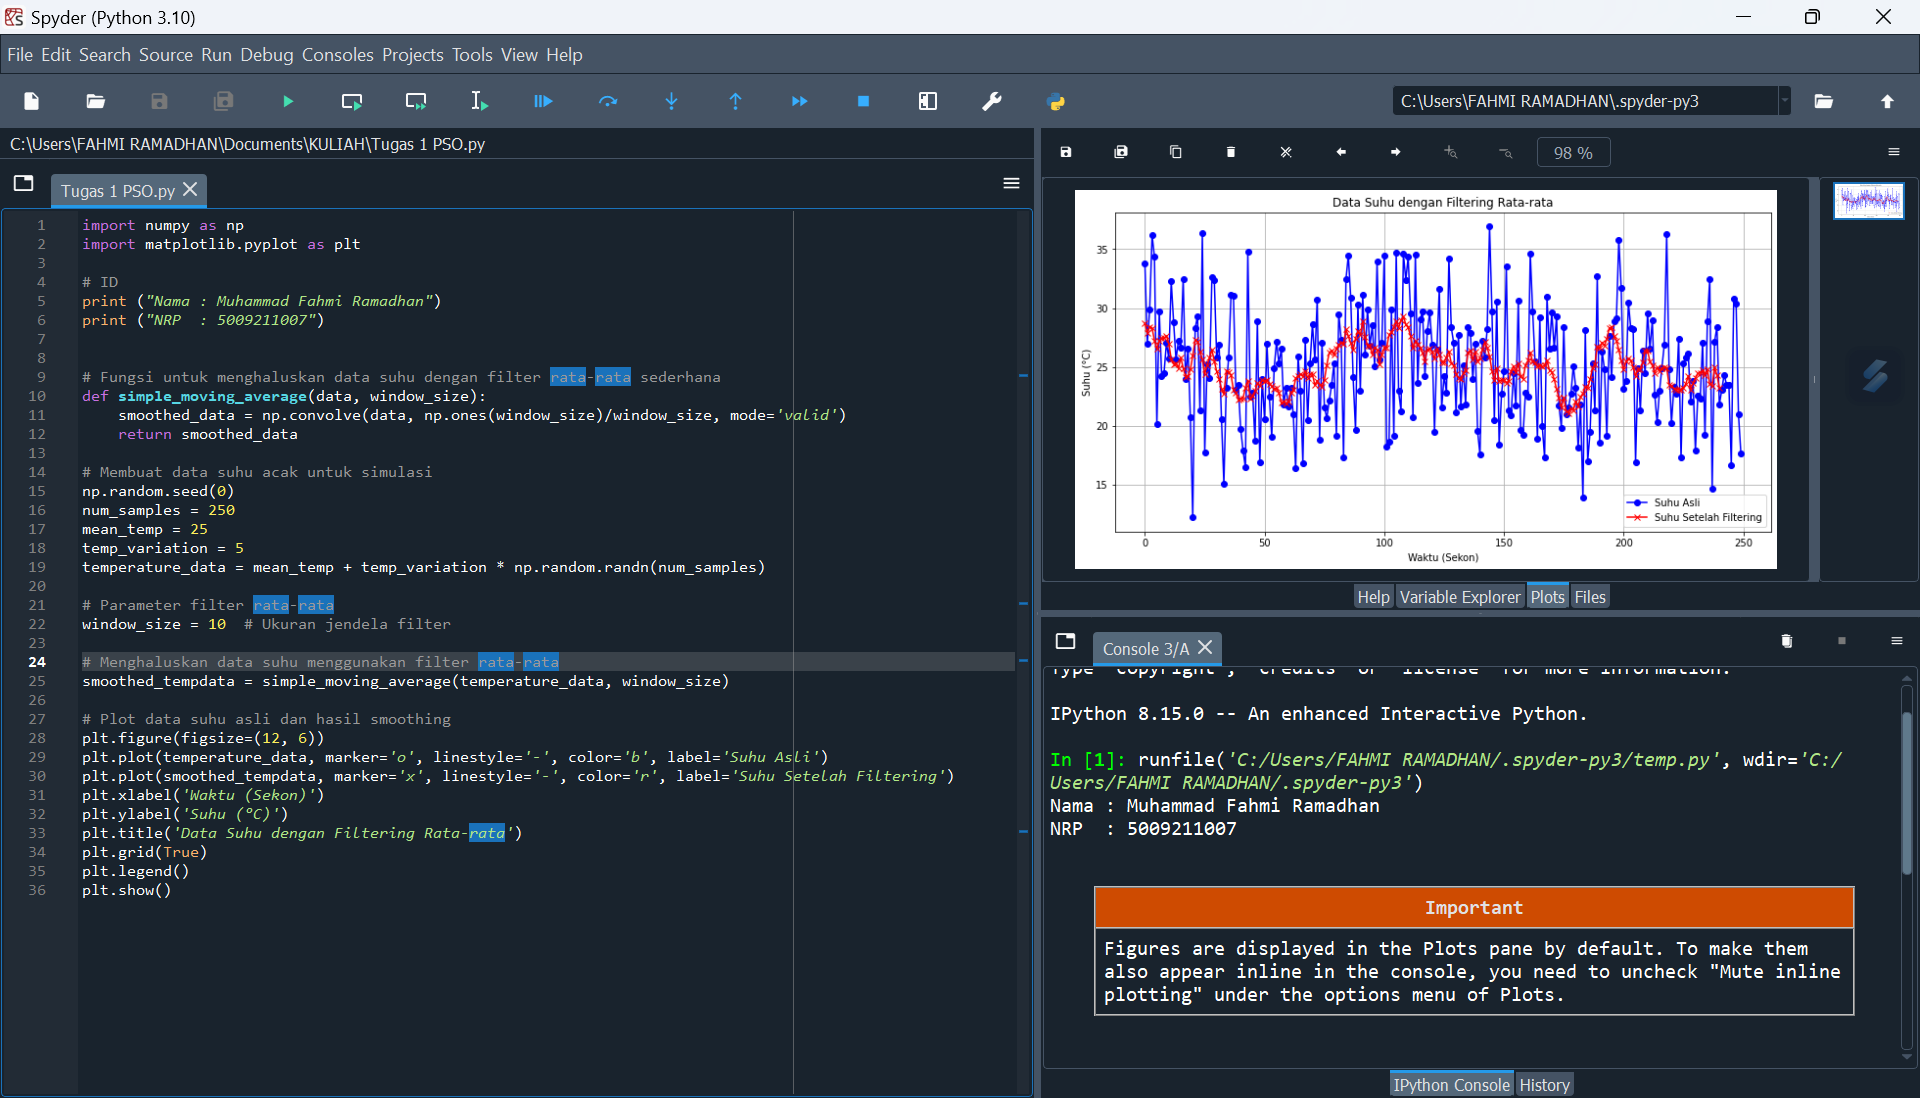 Spyder (Python 3.10)
File Edit Search Source Run Debug Consoles Projects Tools View Help
C:\Users\FAHMI RAMADHAN\.spyder-py3
C:\Users\FAHMI RAMADHAN\Documents\KULIAH\Tugas 1 PSO.py
Tugas 1 PSO.py
1 import numpy as np
2 import matplotlib.pyplot as plt
3
4 # ID
5 print ("Nama : Muhammad Fahmi Ramadhan")
6 print ("NRP  : 5009211007")
7
8
9 # Fungsi untuk menghaluskan data suhu dengan filter rata-rata sederhana
10 def simple_moving_average(data, window_size):
11     smoothed_data = np.convolve(data, np.ones(window_size)/window_size, mode='valid')
12     return smoothed_data
13
14 # Membuat data suhu acak untuk simulasi
15 np.random.seed(0)
16 num_samples = 250
17 mean_temp = 25
18 temp_variation = 5
19 temperature_data = mean_temp + temp_variation * np.random.randn(num_samples)
20
21 # Parameter filter rata-rata
22 window_size = 10  # Ukuran jendela filter
23
24 # Menghaluskan data suhu menggunakan filter rata-rata
25 smoothed_tempdata = simple_moving_average(temperature_data, window_size)
26
27 # Plot data suhu asli dan hasil smoothing
28 plt.figure(figsize=(12, 6))
29 plt.plot(temperature_data, marker='o', linestyle='-', color='b', label='Suhu Asli')
30 plt.plot(smoothed_tempdata, marker='x', linestyle='-', color='r', label='Suhu Setelah Filtering')
31 plt.xlabel('Waktu (Sekon)')
32 plt.ylabel('Suhu (°C)')
33 plt.title('Data Suhu dengan Filtering Rata-rata')
34 plt.grid(True)
35 plt.legend()
36 plt.show()
98 %
Data Suhu dengan Filtering Rata-rata
Suhu (°C)
35
30
25
20
15
Suhu Asli
Suhu Setelah Filtering
0 50 100 150 200 250
Waktu (Sekon)
Help Variable Explorer Plots Files
Console 3/A
Type "copyright", "credits" or "license" for more information.
IPython 8.15.0 -- An enhanced Interactive Python.
In [1]: runfile('C:/Users/FAHMI RAMADHAN/.spyder-py3/temp.py', wdir='C:/
Users/FAHMI RAMADHAN/.spyder-py3')
Nama : Muhammad Fahmi Ramadhan
NRP  : 5009211007
Important
Figures are displayed in the Plots pane by default. To make them
also appear inline in the console, you need to uncheck "Mute inline
plotting" under the options menu of Plots.
IPython Console History